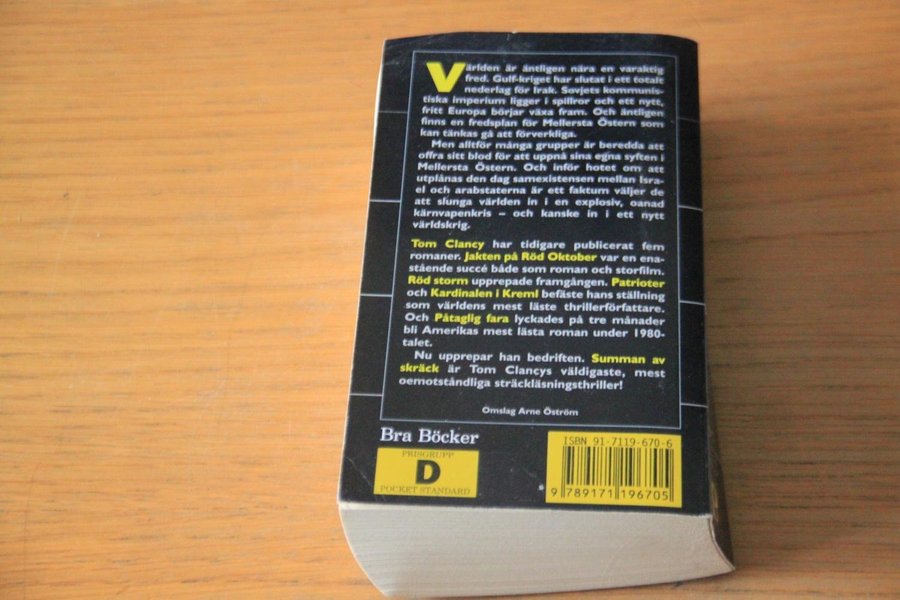 Världen är äntligen nära en varaktig
fred. Gulf-kriget har slutat i ett totalt
nederlag för Irak. Sovjets kommunis-
tiska imperium ligger i spillror och ett nytt,
fritt Europa börjar växa fram. Och äntligen
finns en fredsplan för Mellersta Östern som
kan tänkas gå att förverkliga.
Men alltför många grupper är beredda att
offra sitt blod för att uppnå sina egna syften i
Mellersta Östern. Och inför hotet om att
utplånas den dag samexistensen mellan Isra-
el och arabstaterna är ett faktum väljer de
att slunga världen in i en explosiv, oanad
kärnvapenkris – och kanske in i ett nytt
världskrig.
Tom Clancy har tidigare publicerat fem
romaner. Jakten på Röd Oktober var en ena-
stående succé både som roman och storfilm.
Röd storm upprepade framgången. Patrioter
och Kardinalen i Kreml befäste hans ställning
som världens mest läste thrillerförfattare.
Och Påtaglig fara lyckades på tre månader
bli Amerikas mest lästa roman under 1980-
talet.
Nu upprepar han bedriften. Summan av
skräck är Tom Clancys väldigaste, mest
oemotståndliga sträckläsningsthriller!
Omslag Arne Öström
Bra Böcker
PRISGRUPP
D
POCKET STANDARD
ISBN 91-7119-670-6
9 789171 196705